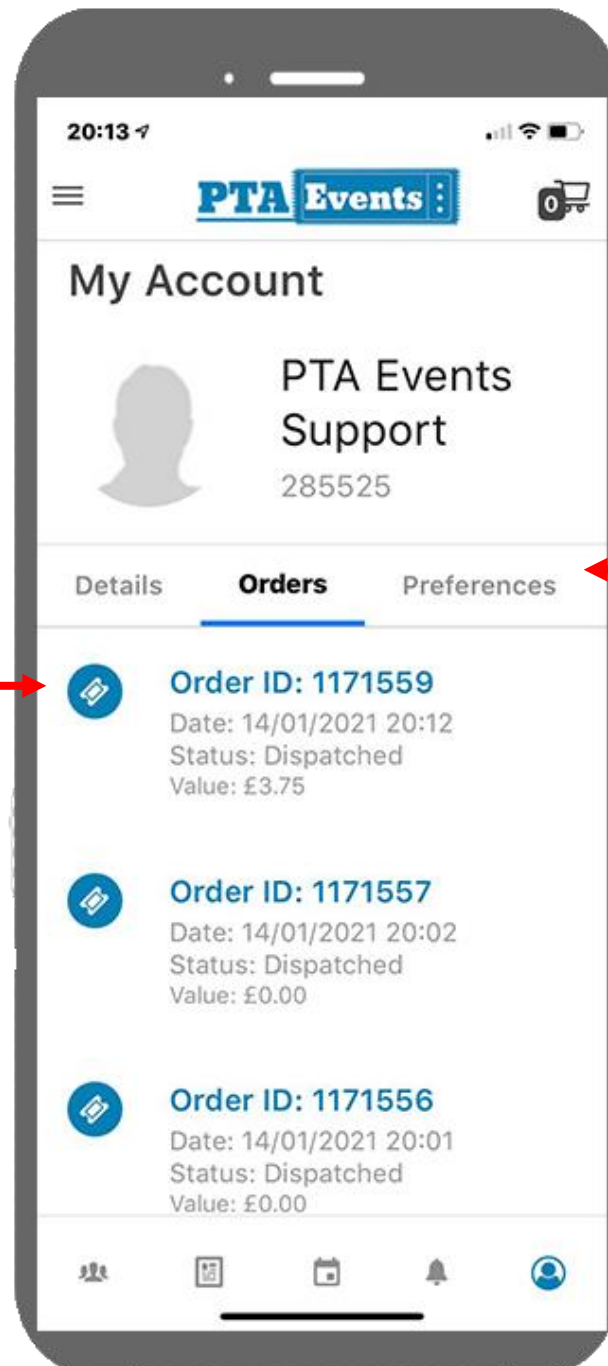 20:13
PTA Events
0
My Account
PTA Events
Support
285525
Details Orders Preferences
Order ID: 1171559
Date: 14/01/2021 20:12
Status: Dispatched
Value: £3.75
Order ID: 1171557
Date: 14/01/2021 20:02
Status: Dispatched
Value: £0.00
Order ID: 1171556
Date: 14/01/2021 20:01
Status: Dispatched
Value: £0.00